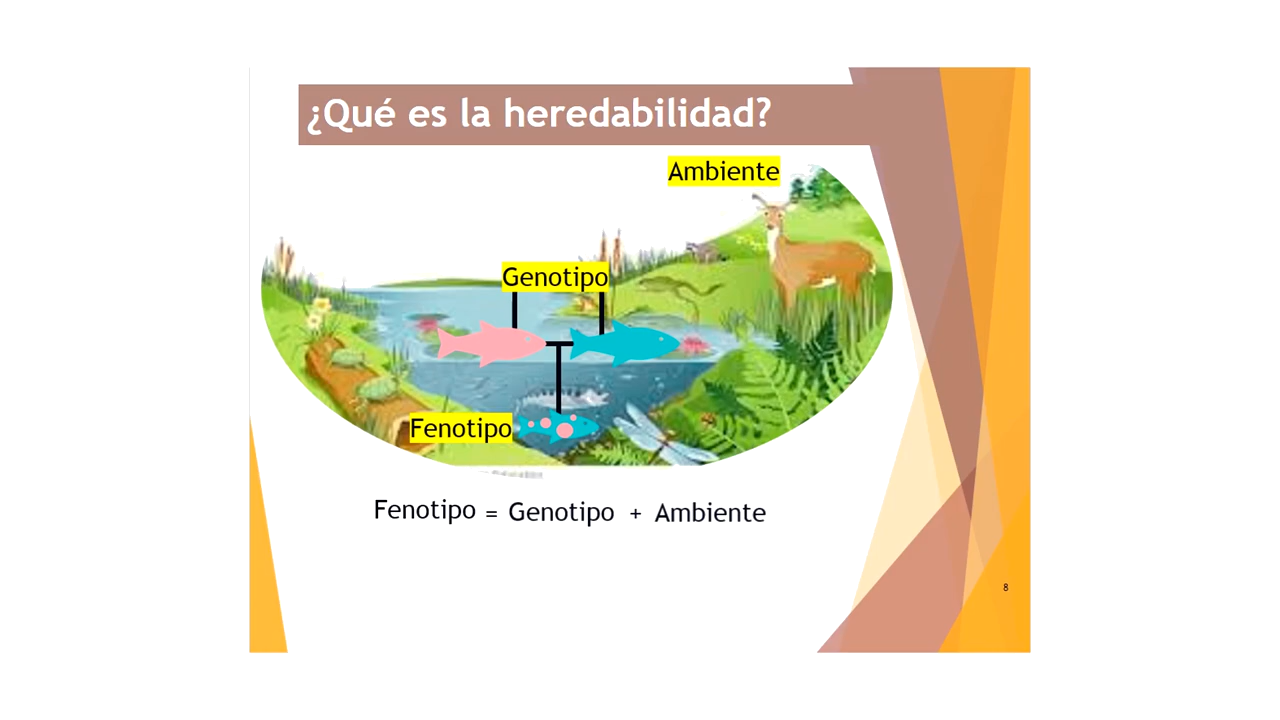 ¿Qué es la heredabilidad?
Ambiente
Genotipo
Fenotipo
Fenotipo = Genotipo + Ambiente
8